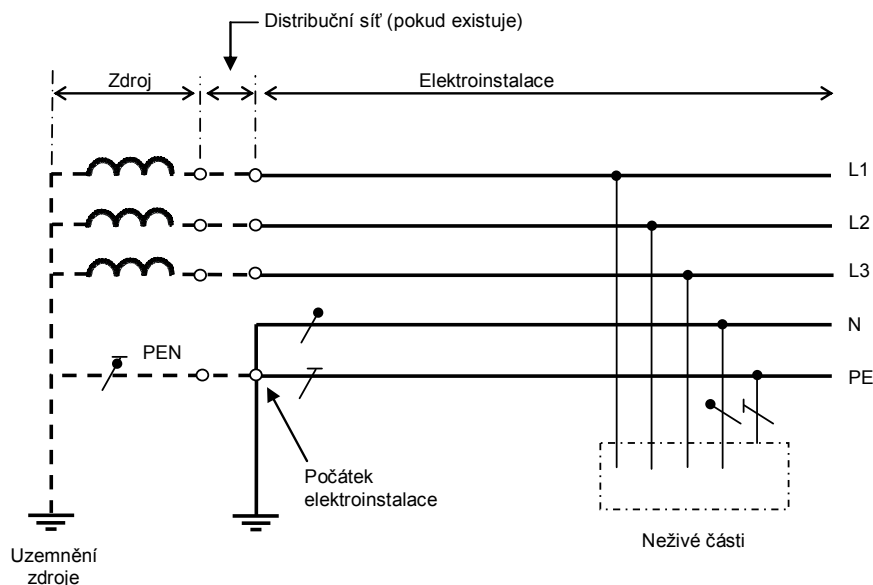 Distribuční síť (pokud existuje)
Zdroj
Elektroinstalace
L1
L2
L3
N
PEN
PE
Počátek
elektroinstalace
Neživé části
Uzemnění
zdroje